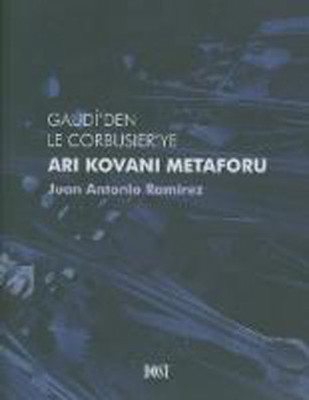 GAUDİ'DEN
LE CORBUSIER'YE
ARI KOVANI METAFORU
Juan Antonio Ramirez
DOST